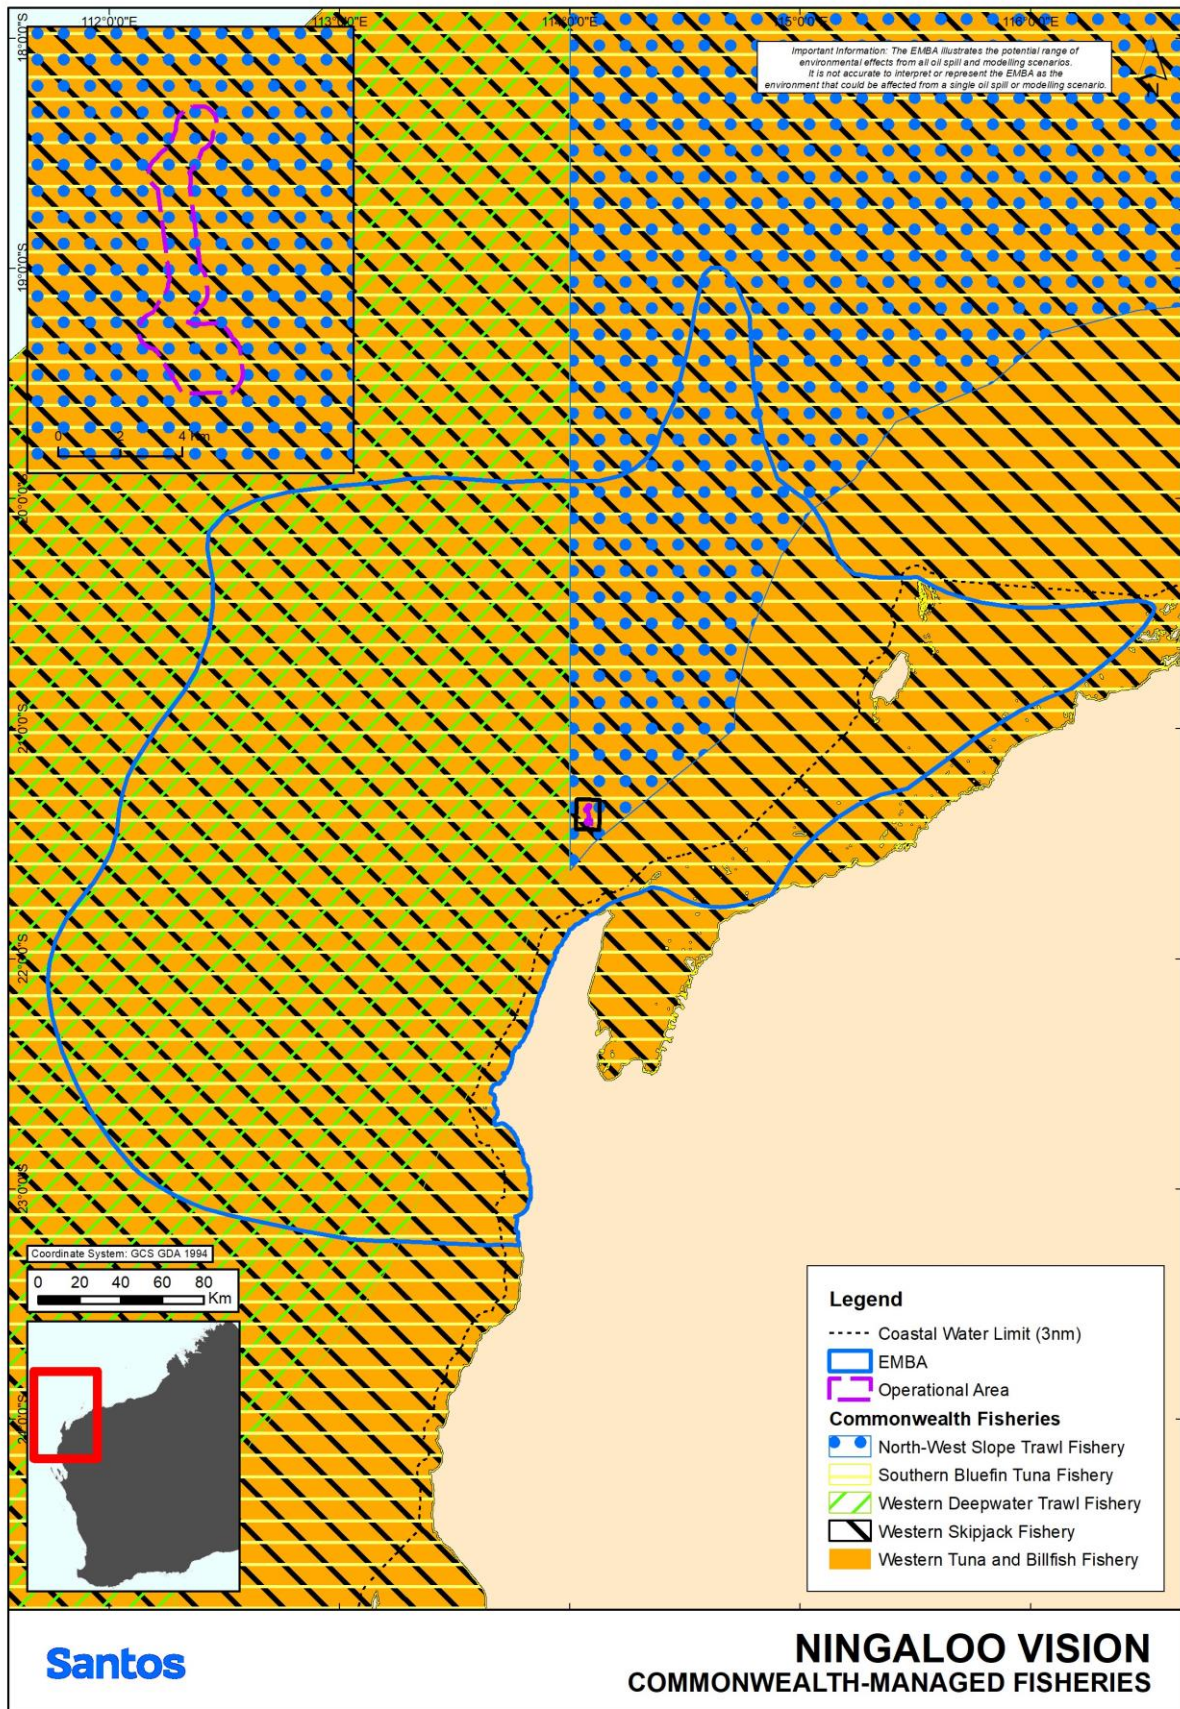 112°0'0"E
113°0'0"E
114°0'0"E
115°0'0"E
116°0'0"E
Important Information: The EMBA illustrates the potential range of
environmental effects from all oil spill and modelling scenarios.
It is not accurate to interpret or represent the EMBA as the
environment that could be affected from a single oil spill or modelling scenario.
N
18°0'0"S
19°0'0"S
20°0'0"S
21°0'0"S
22°0'0"S
23°0'0"S
24°0'0"S
0 2 4 Km
Coordinate System: GCS GDA 1994
0 20 40 60 80
Km
Legend
Coastal Water Limit (3nm)
EMBA
Operational Area
Commonwealth Fisheries
North-West Slope Trawl Fishery
Southern Bluefin Tuna Fishery
Western Deepwater Trawl Fishery
Western Skipjack Fishery
Western Tuna and Billfish Fishery
Santos
NINGALOO VISION
COMMONWEALTH-MANAGED FISHERIES